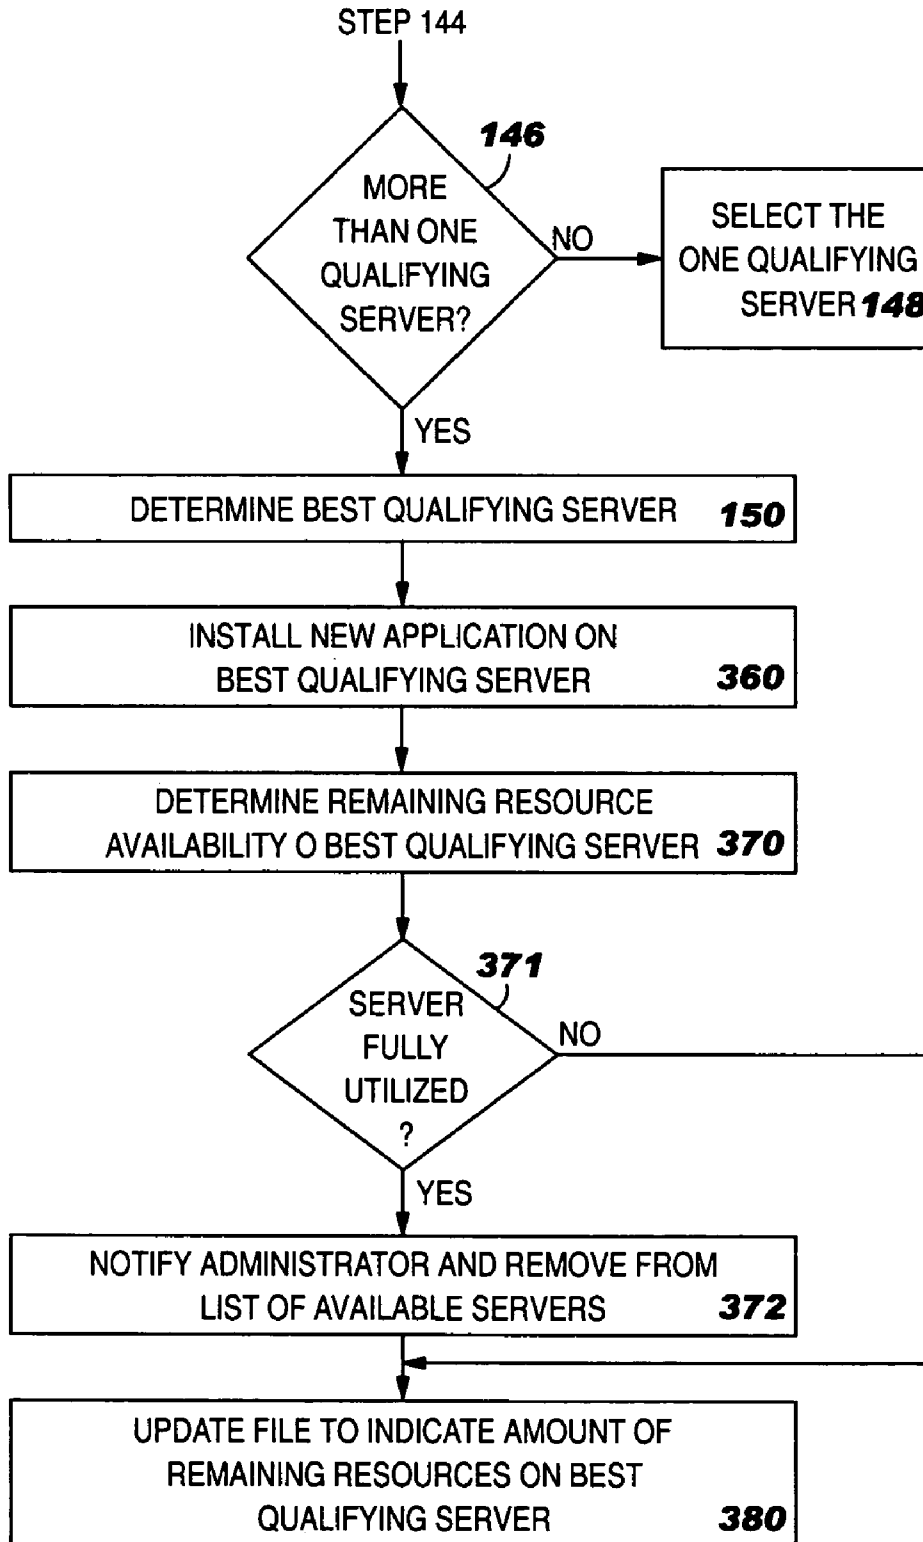 STEP 144
146
MORE
THAN ONE
QUALIFYING
SERVER?
NO
SELECT THE
ONE QUALIFYING
SERVER 148
YES
DETERMINE BEST QUALIFYING SERVER 150
INSTALL NEW APPLICATION ON
BEST QUALIFYING SERVER 360
DETERMINE REMAINING RESOURCE
AVAILABILITY O BEST QUALIFYING SERVER 370
371
SERVER
FULLY
UTILIZED
?
NO
YES
NOTIFY ADMINISTRATOR AND REMOVE FROM
LIST OF AVAILABLE SERVERS 372
UPDATE FILE TO INDICATE AMOUNT OF
REMAINING RESOURCES ON BEST
QUALIFYING SERVER 380